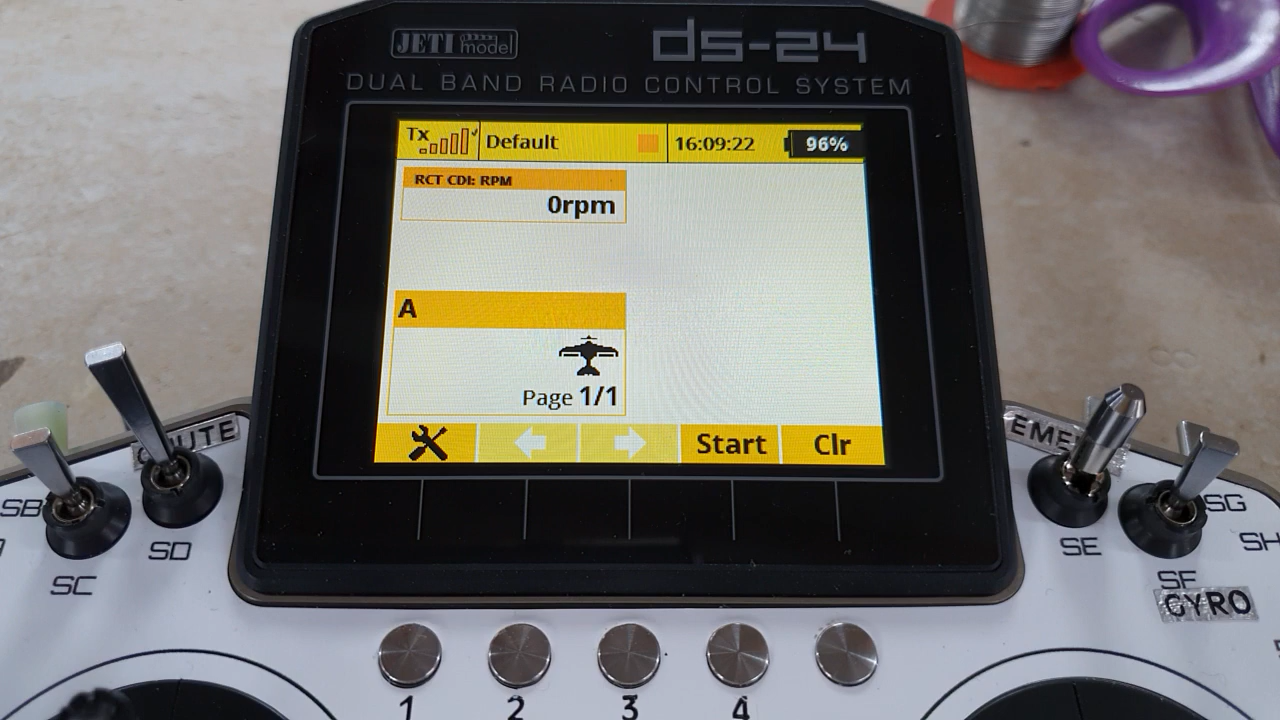 JETI model
ds-24
DUAL BAND RADIO CONTROL SYSTEM
Tx Default 16:09:22 96%
RCT CDI: RPM
0rpm
A
Page 1/1
Start Clr
SB
SD
SC
SE
SG
SH
SF
GYRO
1 2 3 4